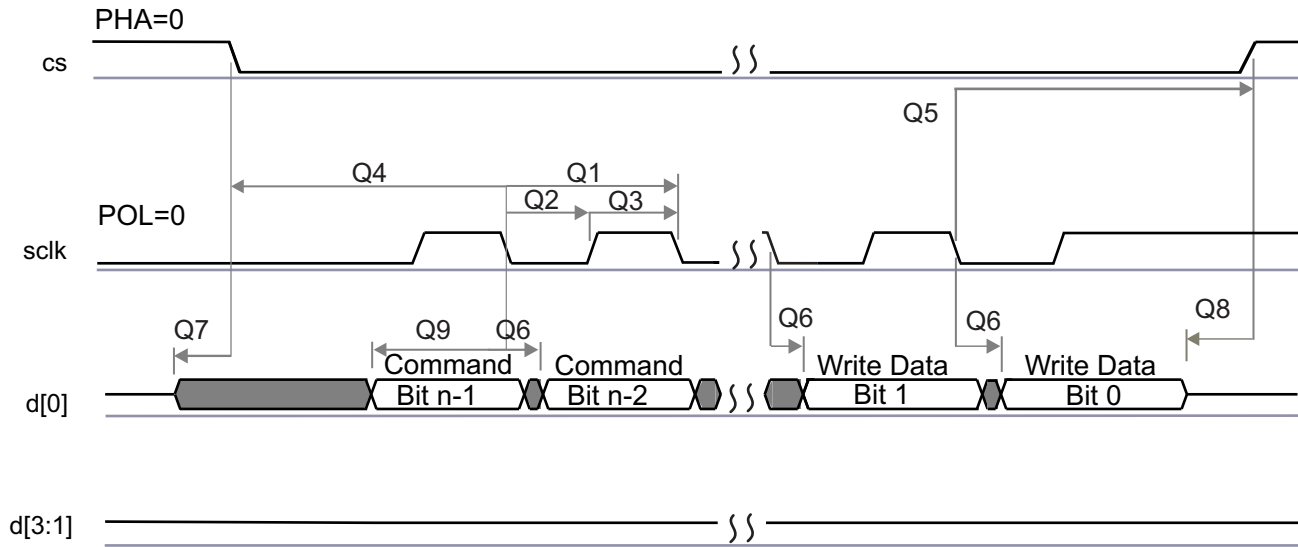 PHA=0
cs
Q5
Q4 Q1
Q2 Q3
POL=0
sclk
Q7 Q9 Q6 Q6 Q6 Q8
Command Command Write Data Write Data
d[0] Bit n-1 Bit n-2 Bit 1 Bit 0
d[3:1]